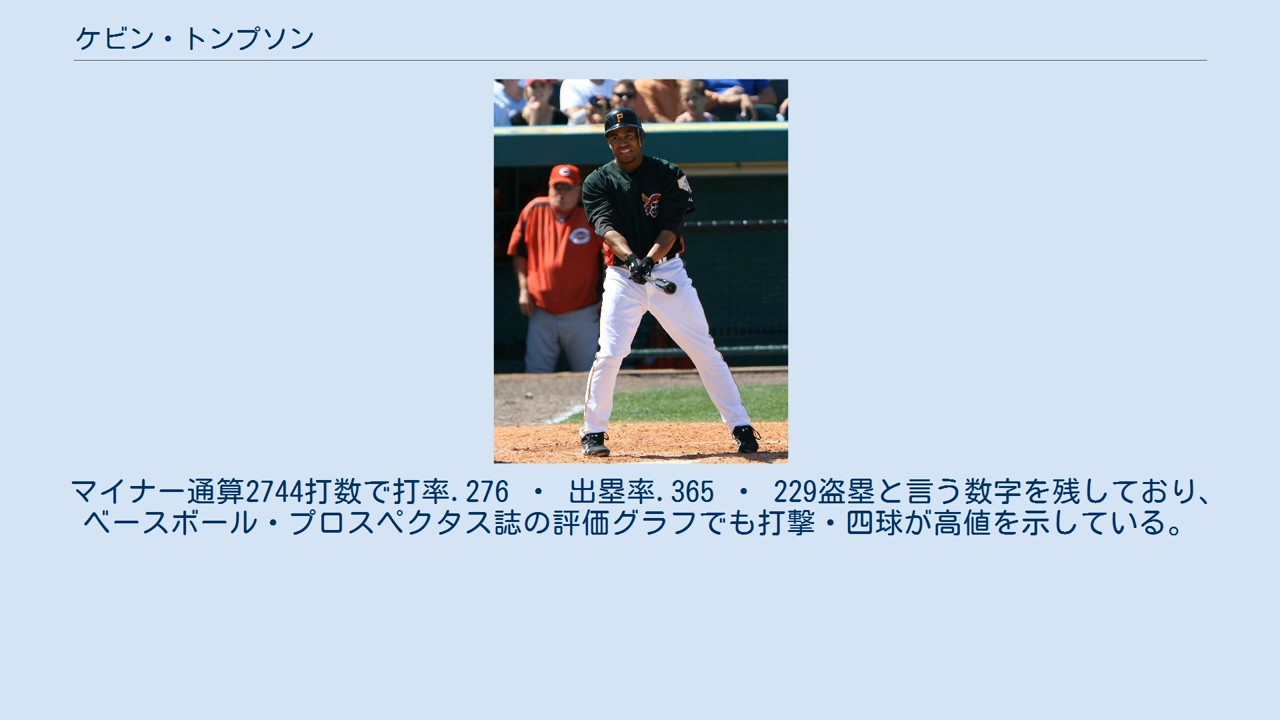 ケビン・トンプソン
P
C
C
マイナー通算2744打数で打率.276 ・ 出塁率.365 ・ 229盗塁と言う数字を残しており、
ベースボール・プロスペクタス誌の評価グラフでも打撃・四球が高値を示している。